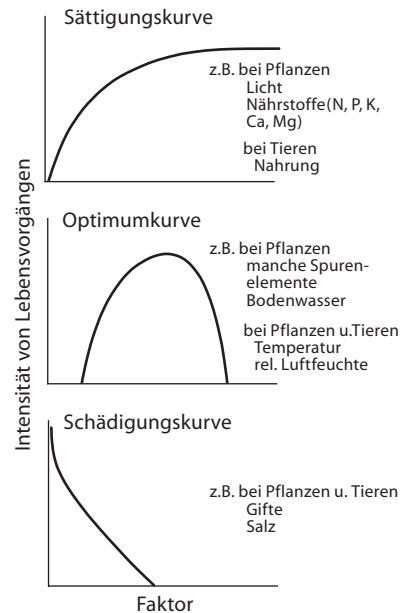 Sättigungskurve
z.B. bei Pflanzen
Licht
Nährstoffe(N, P, K,
Ca, Mg)
bei Tieren
Nahrung
Intensität von Lebensvorgängen
Optimumkurve
z.B. bei Pflanzen
manche Spuren-
elemente
Bodenwasser
bei Pflanzen u.Tieren
Temperatur
rel. Luftfeuchte
Schädigungskurve
z.B. bei Pflanzen u. Tieren
Gifte
Salz
Faktor